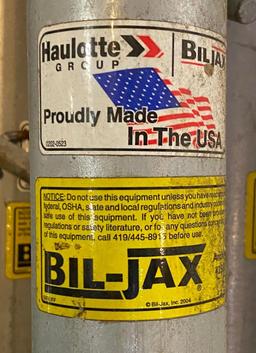 Haulotte
GROUP
BILJAX
Proudly Made
In The USA
0202-0523
NOTICE: Do not use this equipment unless you have
federal, OSHA, state and local regulations and industry
safe use of this equipment. If you have not been
regulations or safety literature, or for any questions
of this equipment, call 419/445-8915 before use.
BIL-JAX®
© Bil-Jax, Inc. 2004